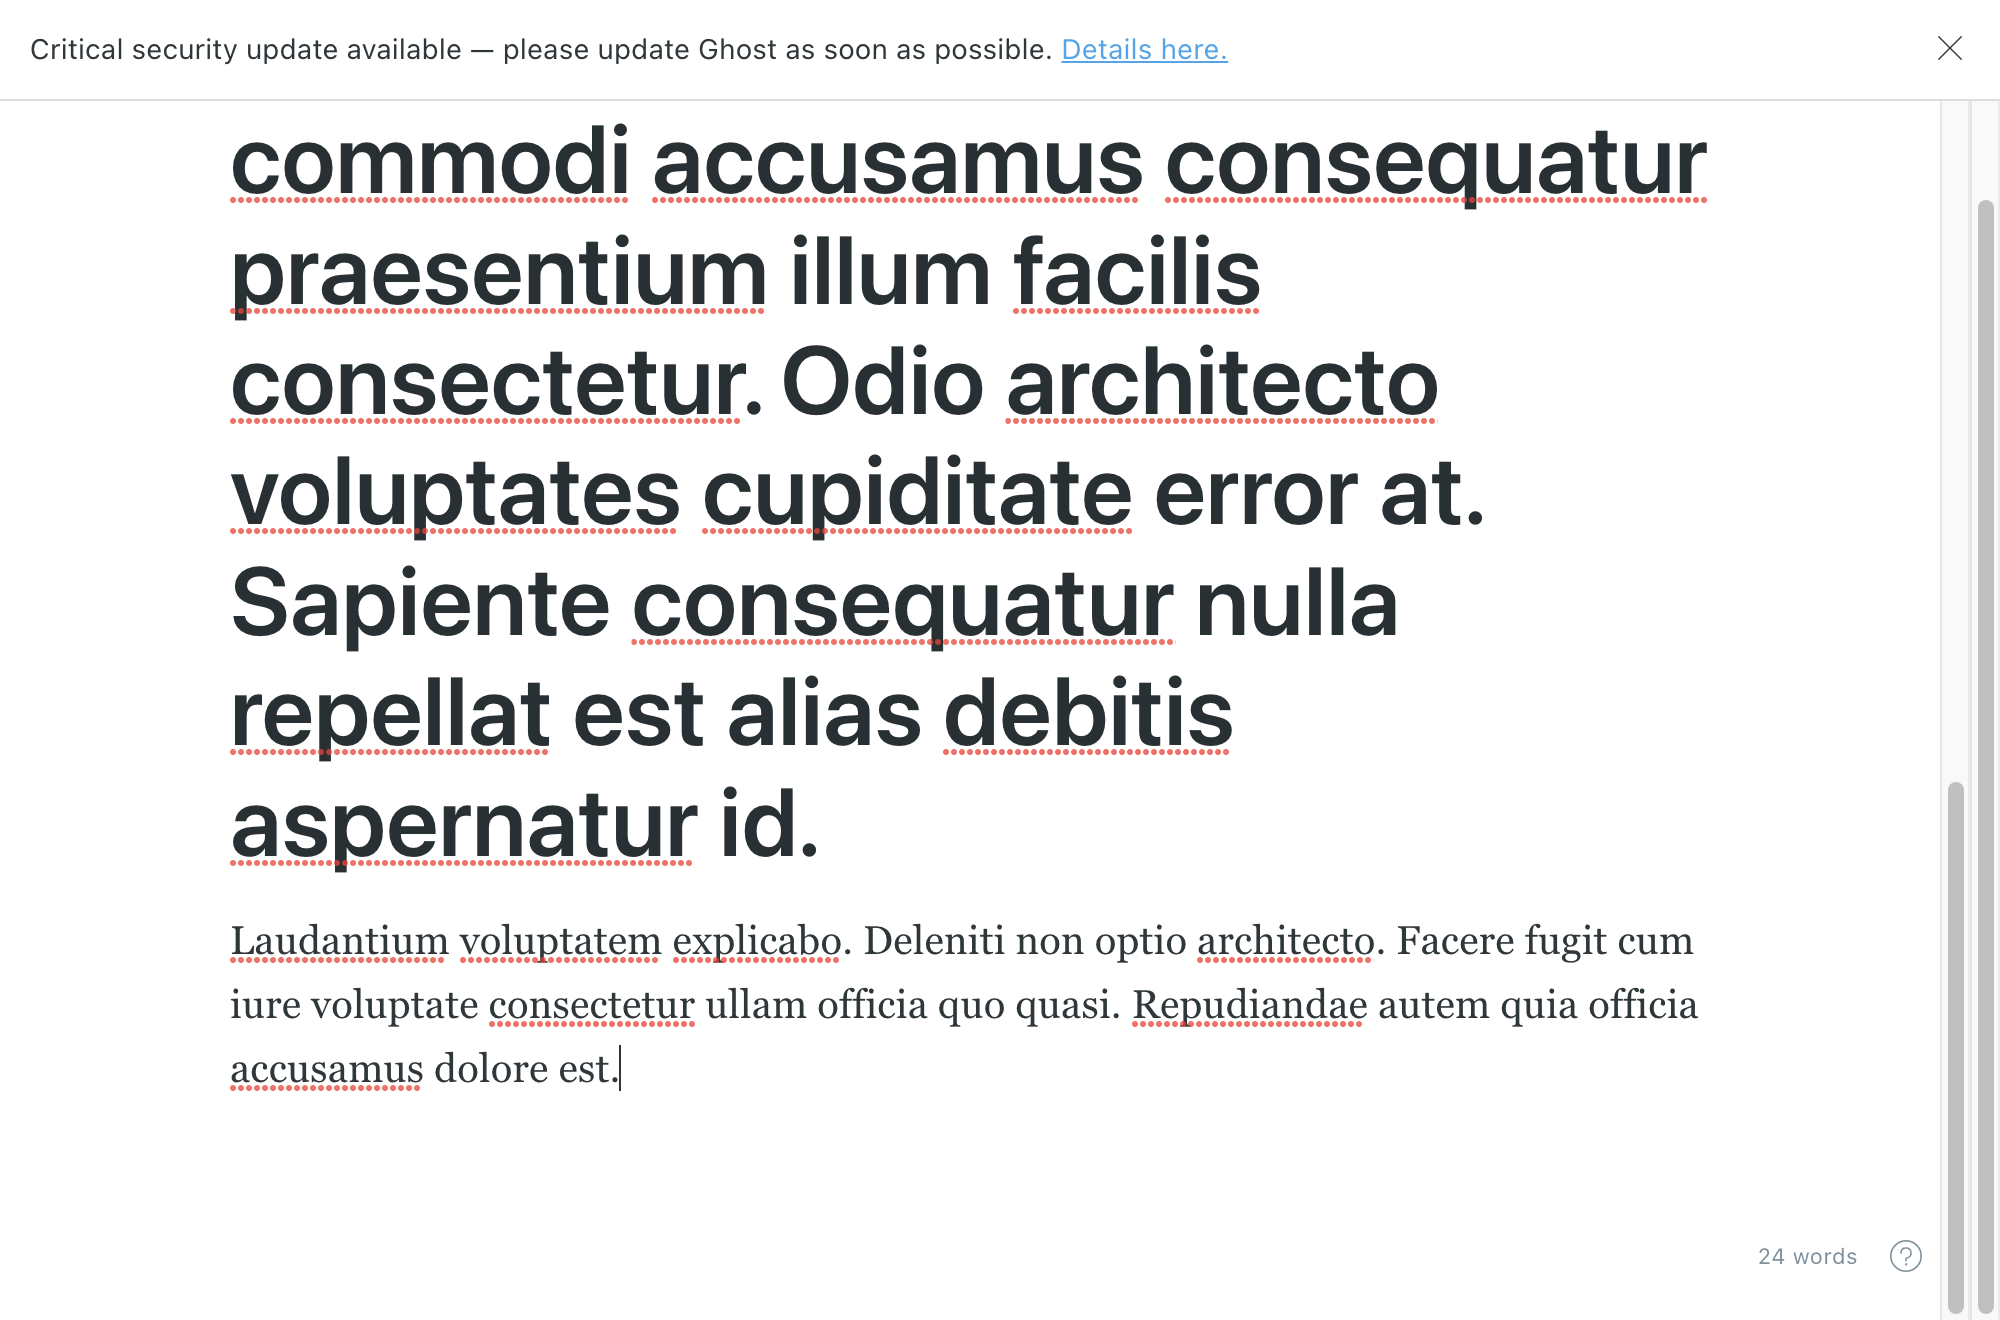 Critical security update available — please update Ghost as soon as possible. Details here.
commodi accusamus consequatur
praesentium illum facilis
consectetur. Odio architecto
voluptates cupiditate error at.
Sapiente consequatur nulla
repellat est alias debitis
aspernatur id.
Laudantium voluptatem explicabo. Deleniti non optio architecto. Facere fugit cum
iure voluptate consectetur ullam officia quo quasi. Repudiandae autem quia officia
accusamus dolore est.
24 words
?